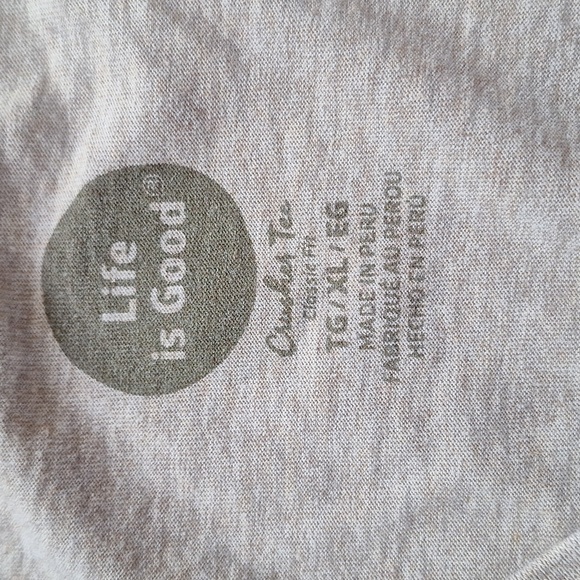 Life
is Good®
Crusher Tee
Classic Fit
TG / XL / EG
MADE IN PERU
FABRIQUÉ AU PÉROU
HECHO EN PERÚ